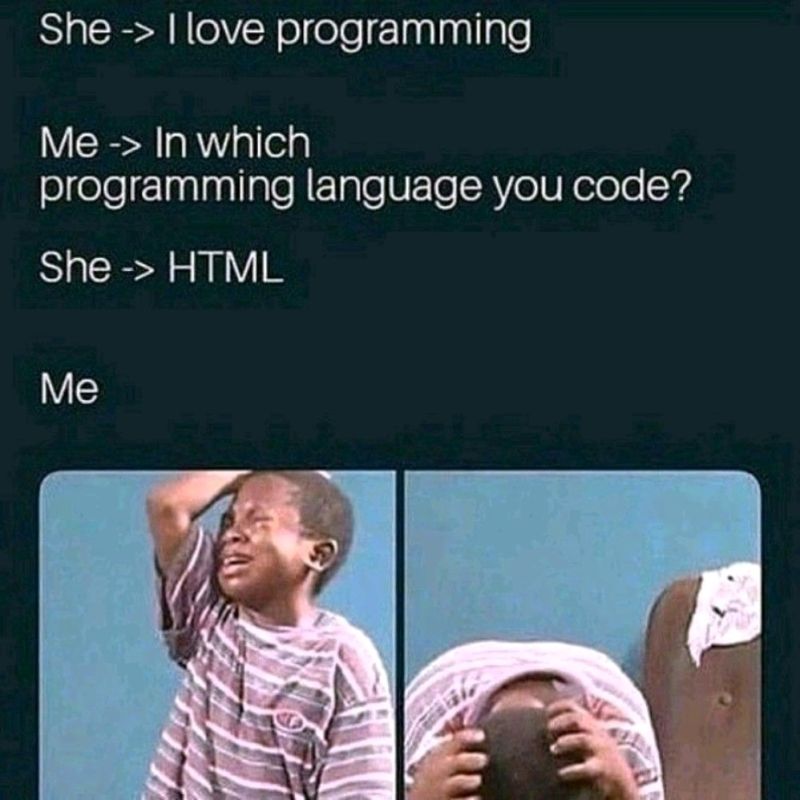 She -> I love programming
Me -> In which
programming language you code?
She -> HTML
Me